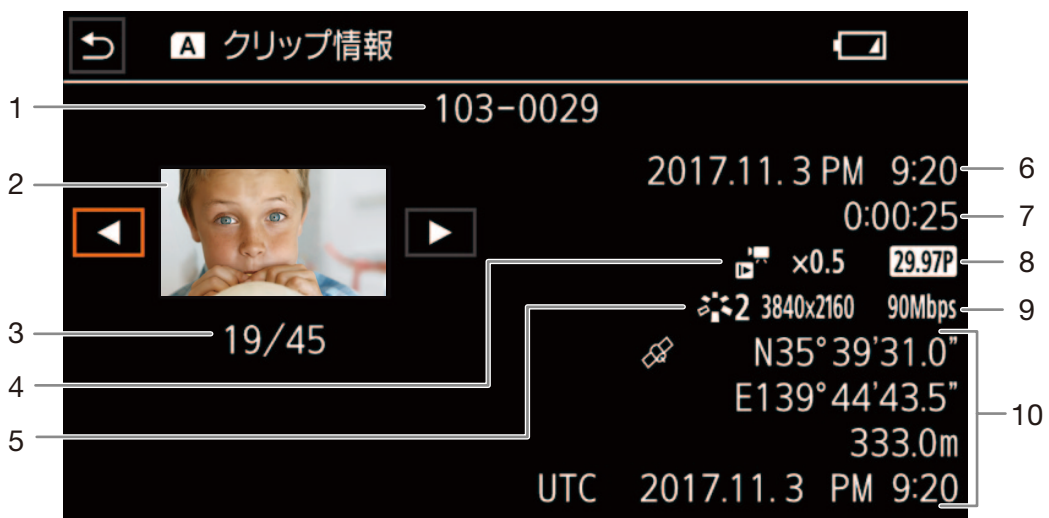 A クリップ情報
1 103-0029
2 2017.11. 3 PM 9:20 6
0:00:25 7
4 ×0.5 29.97P 8
5 2 3840x2160 90Mbps 9
3 19/45
N35°39'31.0"
E139°44'43.5" 10
333.0m
UTC 2017.11. 3 PM 9:20